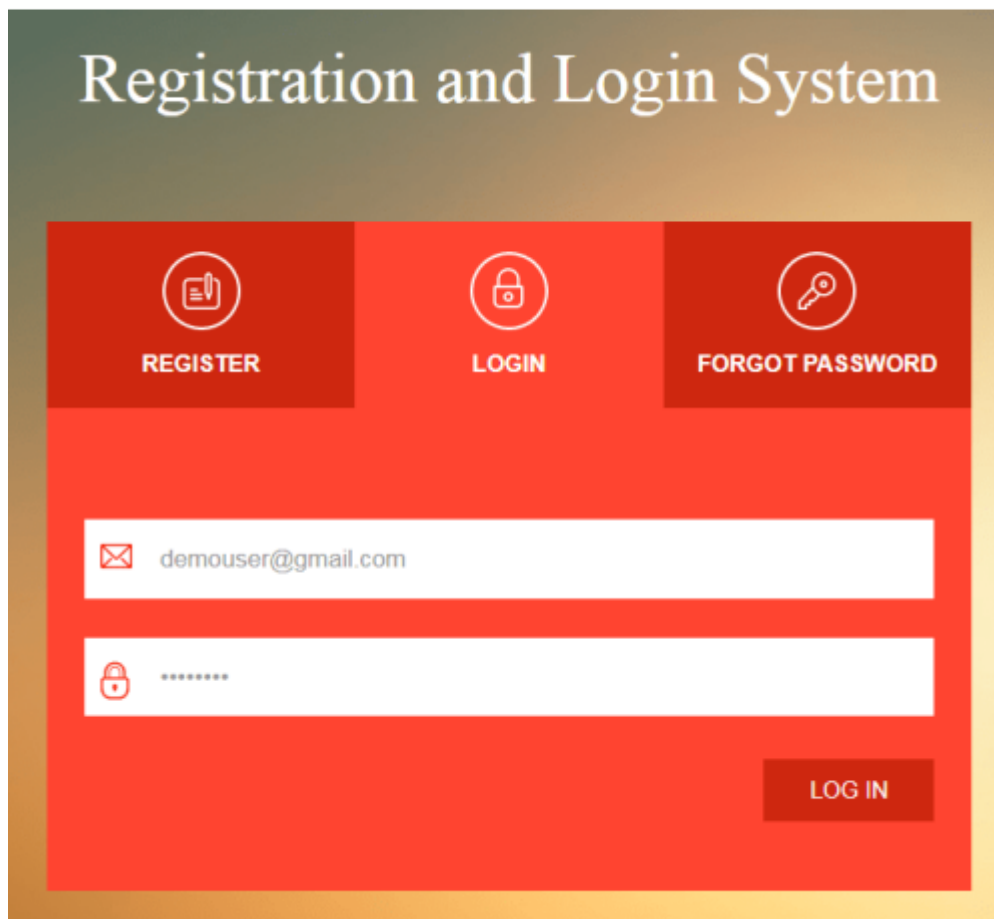 Registration and Login System
REGISTER
LOGIN
FORGOT PASSWORD
demouser@gmail.com
••••••••
LOG IN